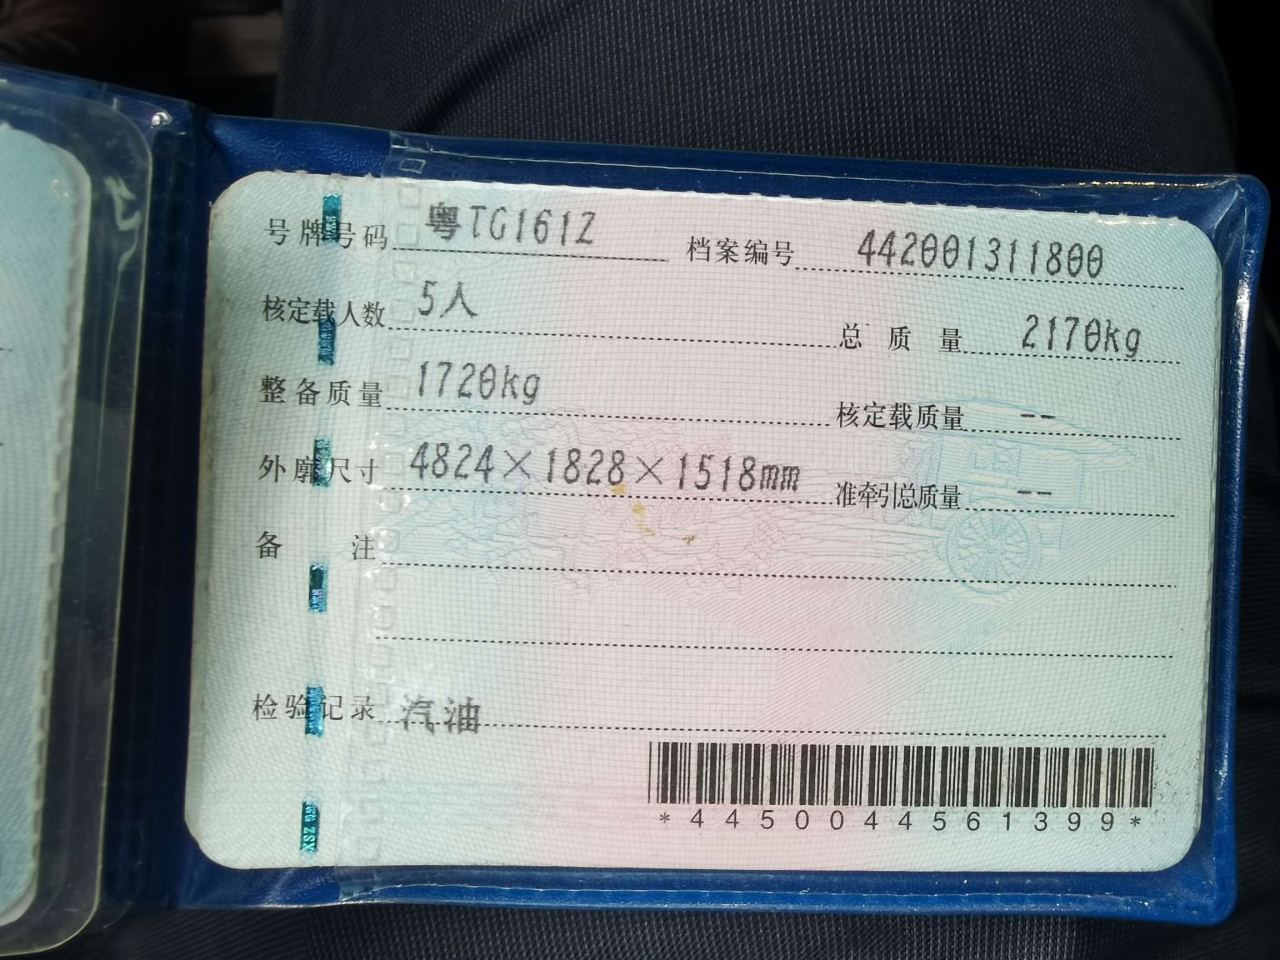 号牌号码 粤TG161Z 档案编号 442001311800
核定载人数 5人 总质量 2170kg
整备质量 1720kg 核定载质量 --
外廓尺寸 4824×1828×1518mm 准牵引总质量 --
备注
检验记录 汽油
*4450044561399*